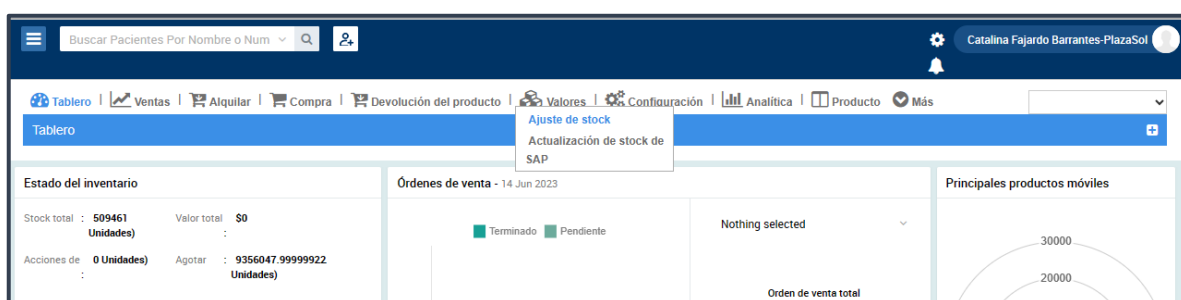 Buscar Pacientes Por Nombre o Num
Catalina Fajardo Barrantes-PlazaSol
Tablero | Ventas | Alquilar | Compra | Devolución del producto | Valores | Configuración | Analítica | Producto Más
Ajuste de stock
Actualización de stock de
SAP
Tablero
Estado del inventario
Stock total : 509461
Unidades)
Valor total $0
:
Acciones de 0 Unidades)
:
Agotar : 9356047.99999922
Unidades)
Órdenes de venta - 14 Jun 2023
Terminado Pendiente
Nothing selected
Orden de venta total
Principales productos móviles
30000
20000